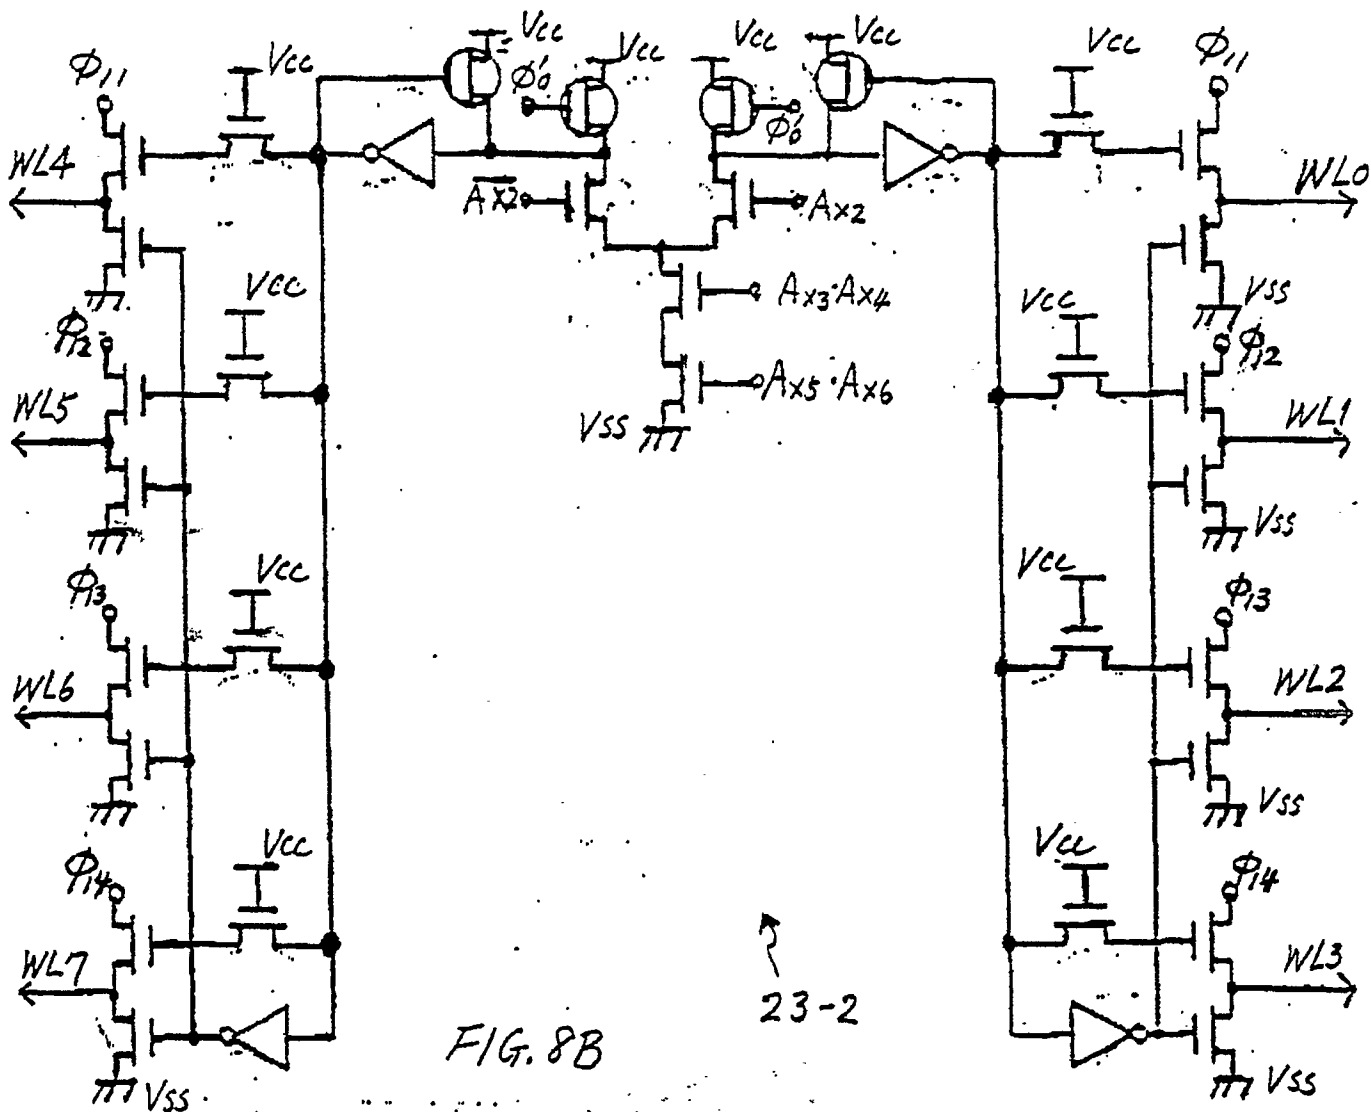 Vcc Vcc Vcc Vcc
Φ11 Vcc Φ'0 Φ'0 Vcc Φ11
WL4 WL0
A̅x̅2̅ Ax2
Vcc Ax3·Ax4 Vcc Vss
Φ12 Φ12
Ax5·Ax6
WL5 Vss WL1
Vss
Φ13 Vcc Vcc Φ13
WL6 WL2
Vss
Vcc Vcc
Φ14 Φ14
WL7 WL3
23-2
FIG. 8B
Vss Vss